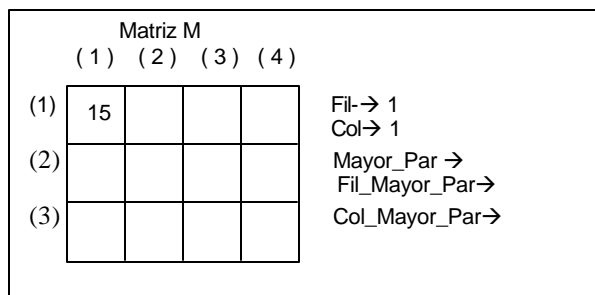 Matriz M
( 1 ) ( 2 ) ( 3 ) ( 4 )
(1) 15 Fil-→ 1
Col→ 1
(2) Mayor_Par →
Fil_Mayor_Par→
(3) Col_Mayor_Par→